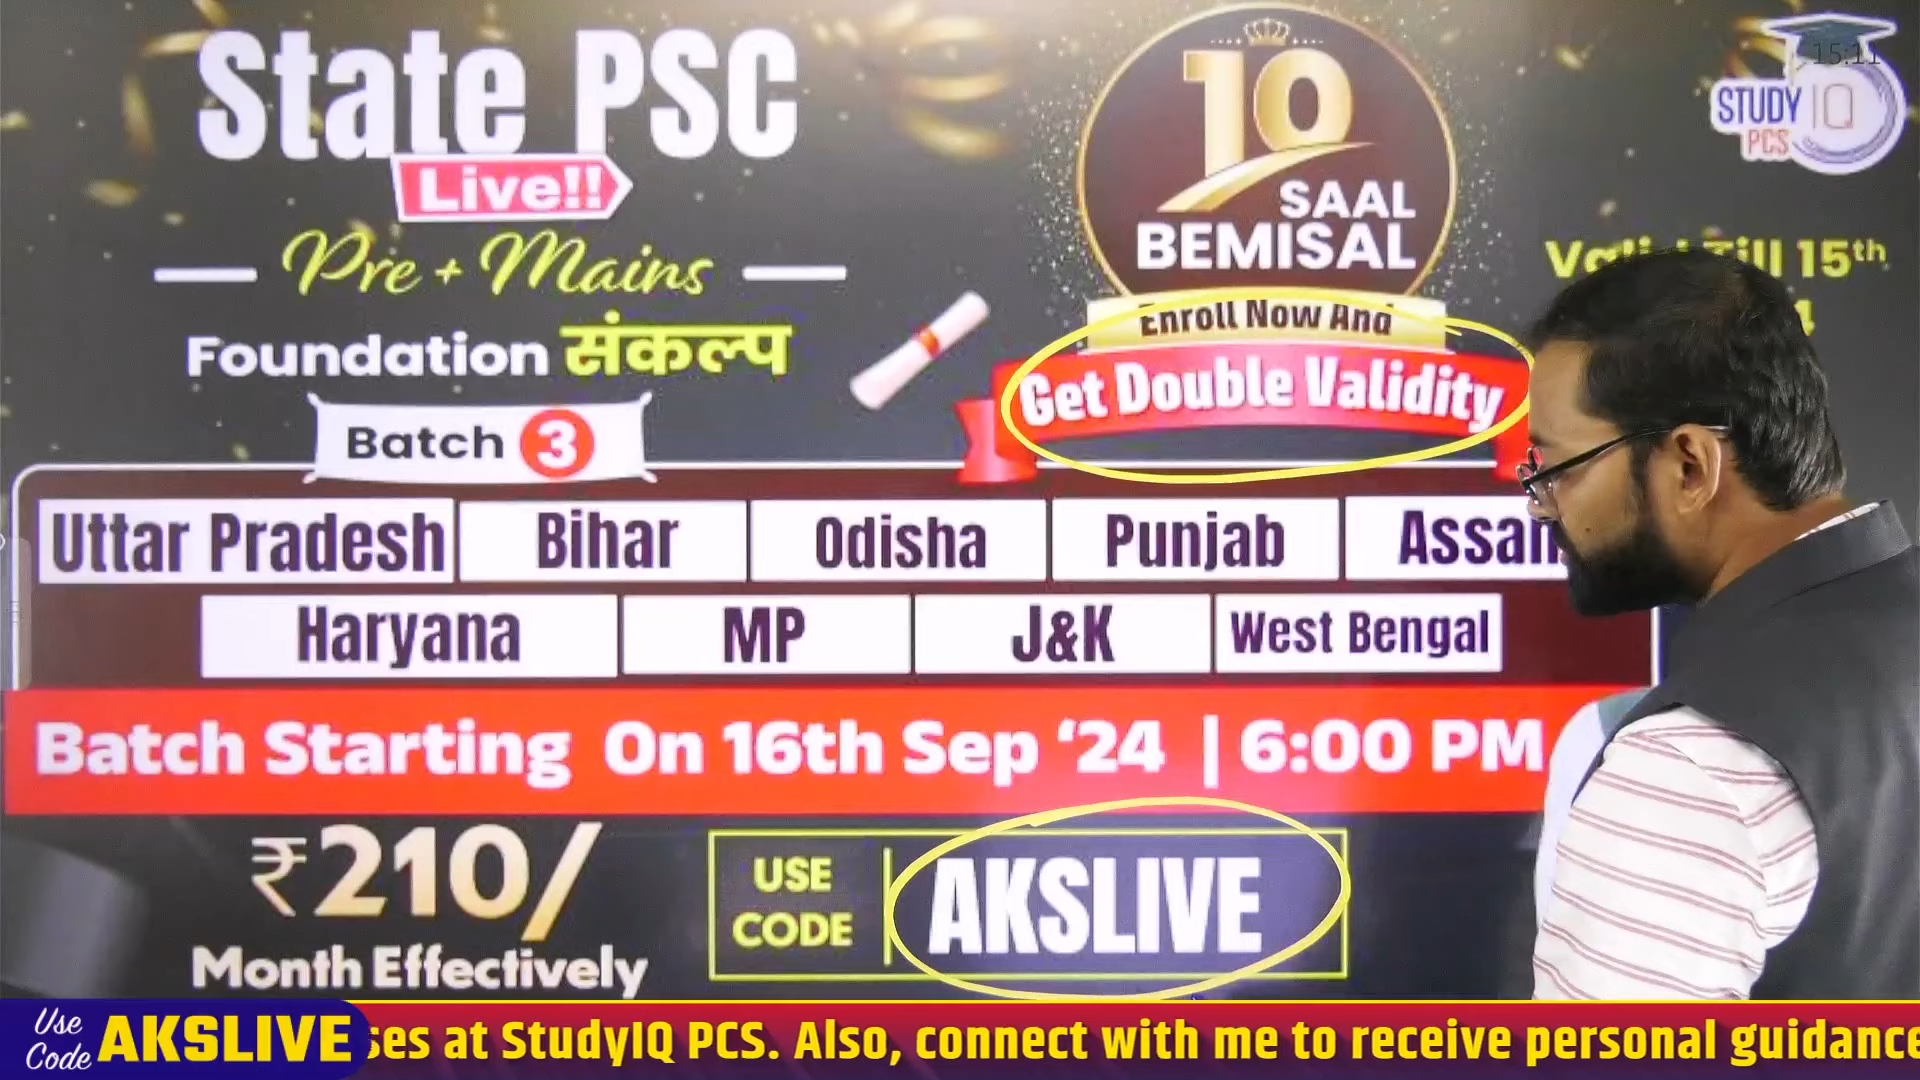 State PSC
Live!!
Pre + Mains
Foundation संकल्प
Batch 3
10
SAAL
BEMISAL
Enroll Now And
Get Double Validity
15:11
STUDY IQ
PCS
Till 15th
Uttar Pradesh Bihar Odisha Punjab
Haryana MP J&K West Bengal
Batch Starting On 16th Sep ‘24 | 6:00 PM
₹210/
Month Effectively
USE
CODE
AKSLIVE
Use
Code AKSLIVE
at StudyIQ PCS. Also, connect with me to receive personal guidance